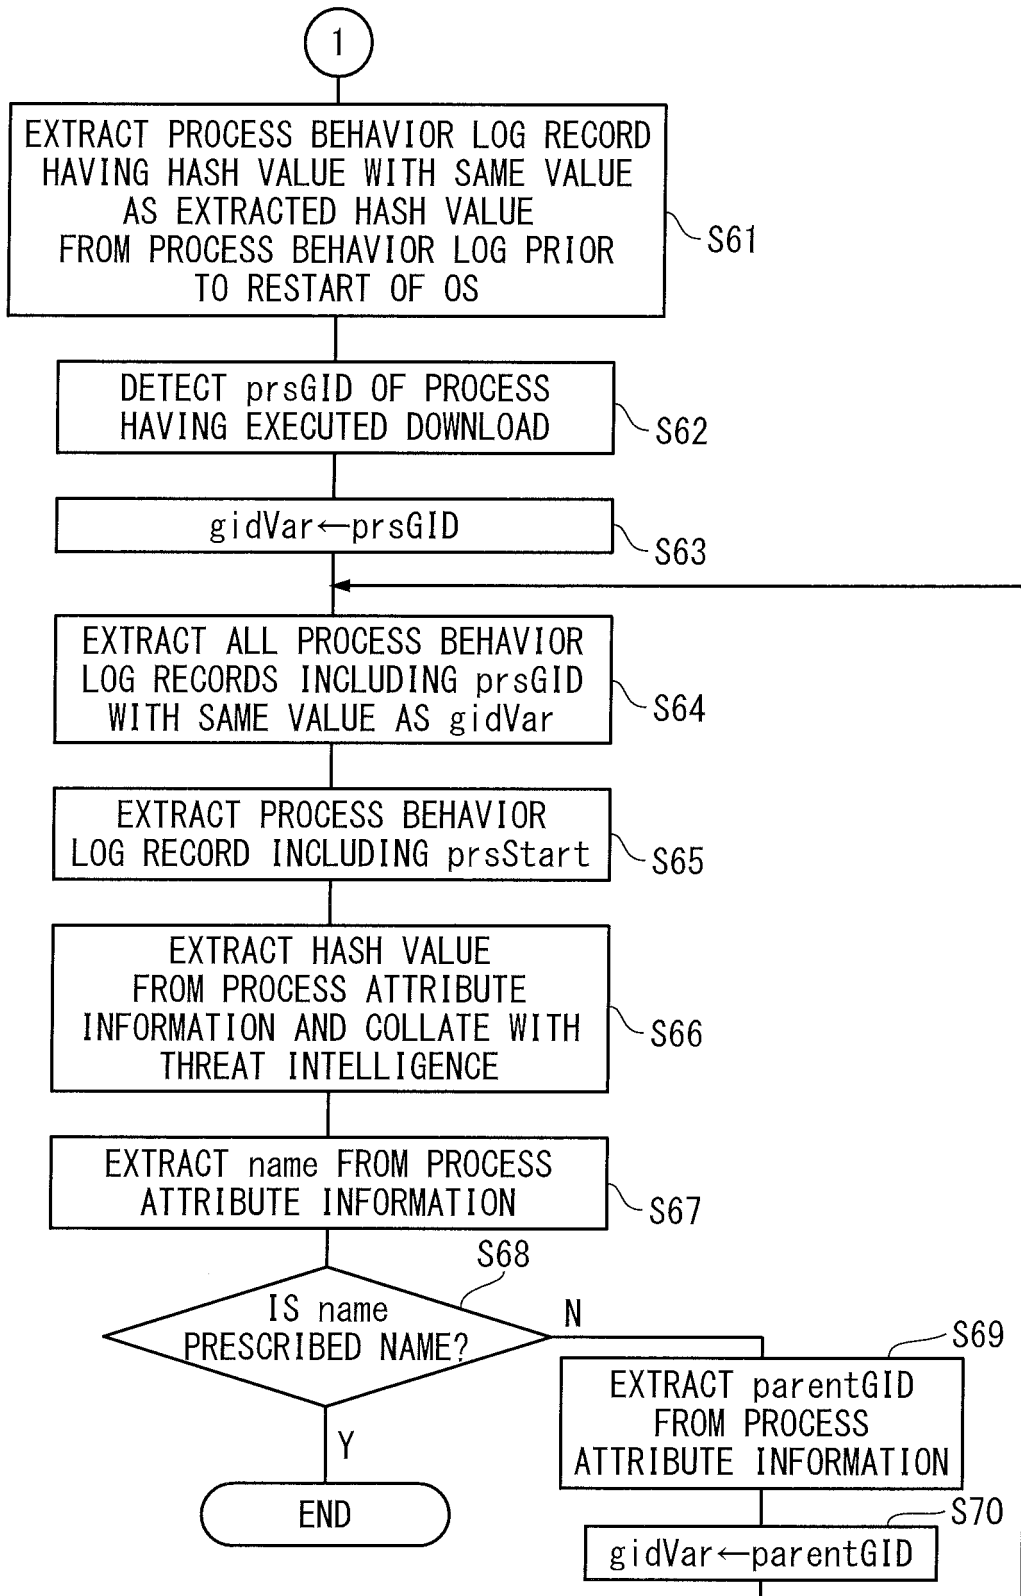 1
EXTRACT PROCESS BEHAVIOR LOG RECORD
HAVING HASH VALUE WITH SAME VALUE
AS EXTRACTED HASH VALUE
FROM PROCESS BEHAVIOR LOG PRIOR
TO RESTART OF OS
S61
DETECT prsGID OF PROCESS
HAVING EXECUTED DOWNLOAD
S62
gidVar←prsGID
S63
EXTRACT ALL PROCESS BEHAVIOR
LOG RECORDS INCLUDING prsGID
WITH SAME VALUE AS gidVar
S64
EXTRACT PROCESS BEHAVIOR
LOG RECORD INCLUDING prsStart
S65
EXTRACT HASH VALUE
FROM PROCESS ATTRIBUTE
INFORMATION AND COLLATE WITH
THREAT INTELLIGENCE
S66
EXTRACT name FROM PROCESS
ATTRIBUTE INFORMATION
S67
S68
IS name
PRESCRIBED NAME?
N
Y
END
S69
EXTRACT parentGID
FROM PROCESS
ATTRIBUTE INFORMATION
S70
gidVar←parentGID